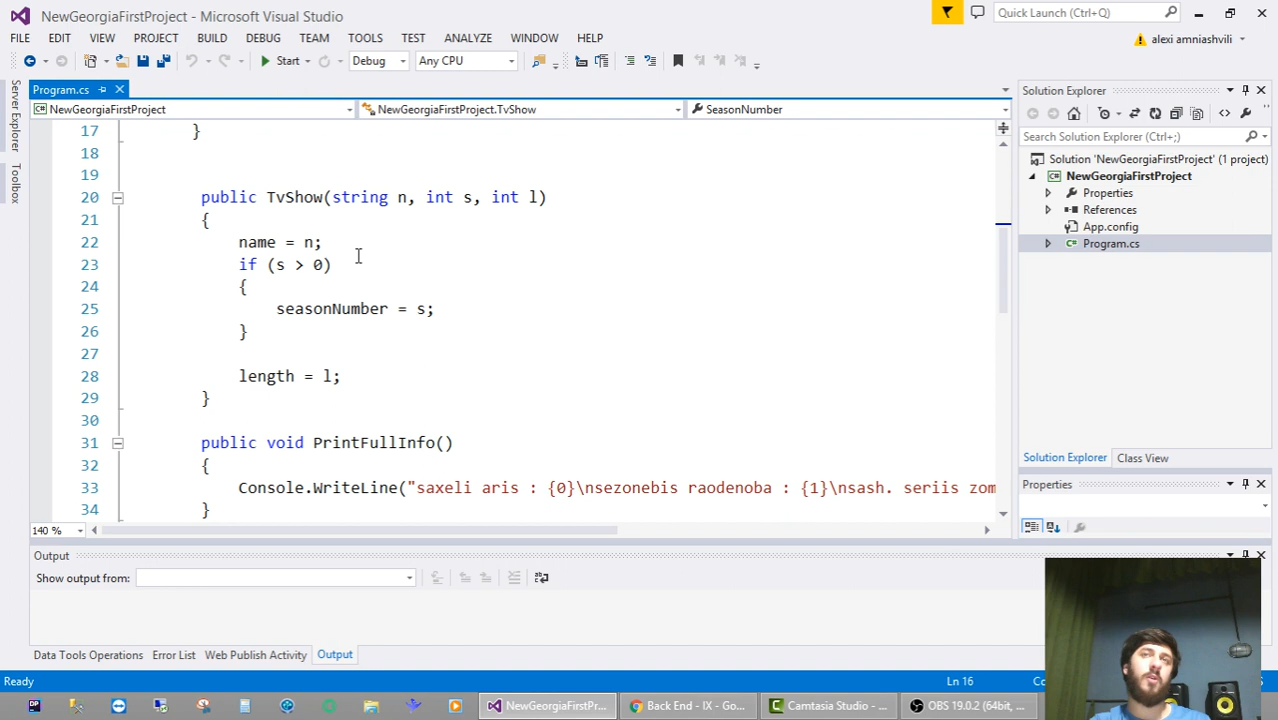 NewGeorgiaFirstProject - Microsoft Visual Studio
Quick Launch (Ctrl+Q)
FILE EDIT VIEW PROJECT BUILD DEBUG TEAM TOOLS TEST ANALYZE WINDOW HELP
alexi amniashvili
Start Debug Any CPU
Server Explorer
Toolbox
Program.cs
NewGeorgiaFirstProject NewGeorgiaFirstProject.TvShow SeasonNumber
17 }
18
19
20 public TvShow(string n, int s, int l)
21 {
22 name = n;
23 if (s > 0)
24 {
25 seasonNumber = s;
26 }
27
28 length = l;
29 }
30
31 public void PrintFullInfo()
32 {
33 Console.WriteLine("saxeli aris : {0}\nsezonebis raodenoba : {1}\nsash. seriis zom
34 }
140 %
Solution Explorer
Search Solution Explorer (Ctrl+;)
Solution 'NewGeorgiaFirstProject' (1 project)
NewGeorgiaFirstProject
Properties
References
App.config
Program.cs
Solution Explorer Class View
Properties
Output
Show output from:
Data Tools Operations Error List Web Publish Activity Output
Ready Ln 16
DP NewGeorgiaFirstPr... Back End - IX - Go... Camtasia Studio - ... OBS 19.0.2 (64bit, ...